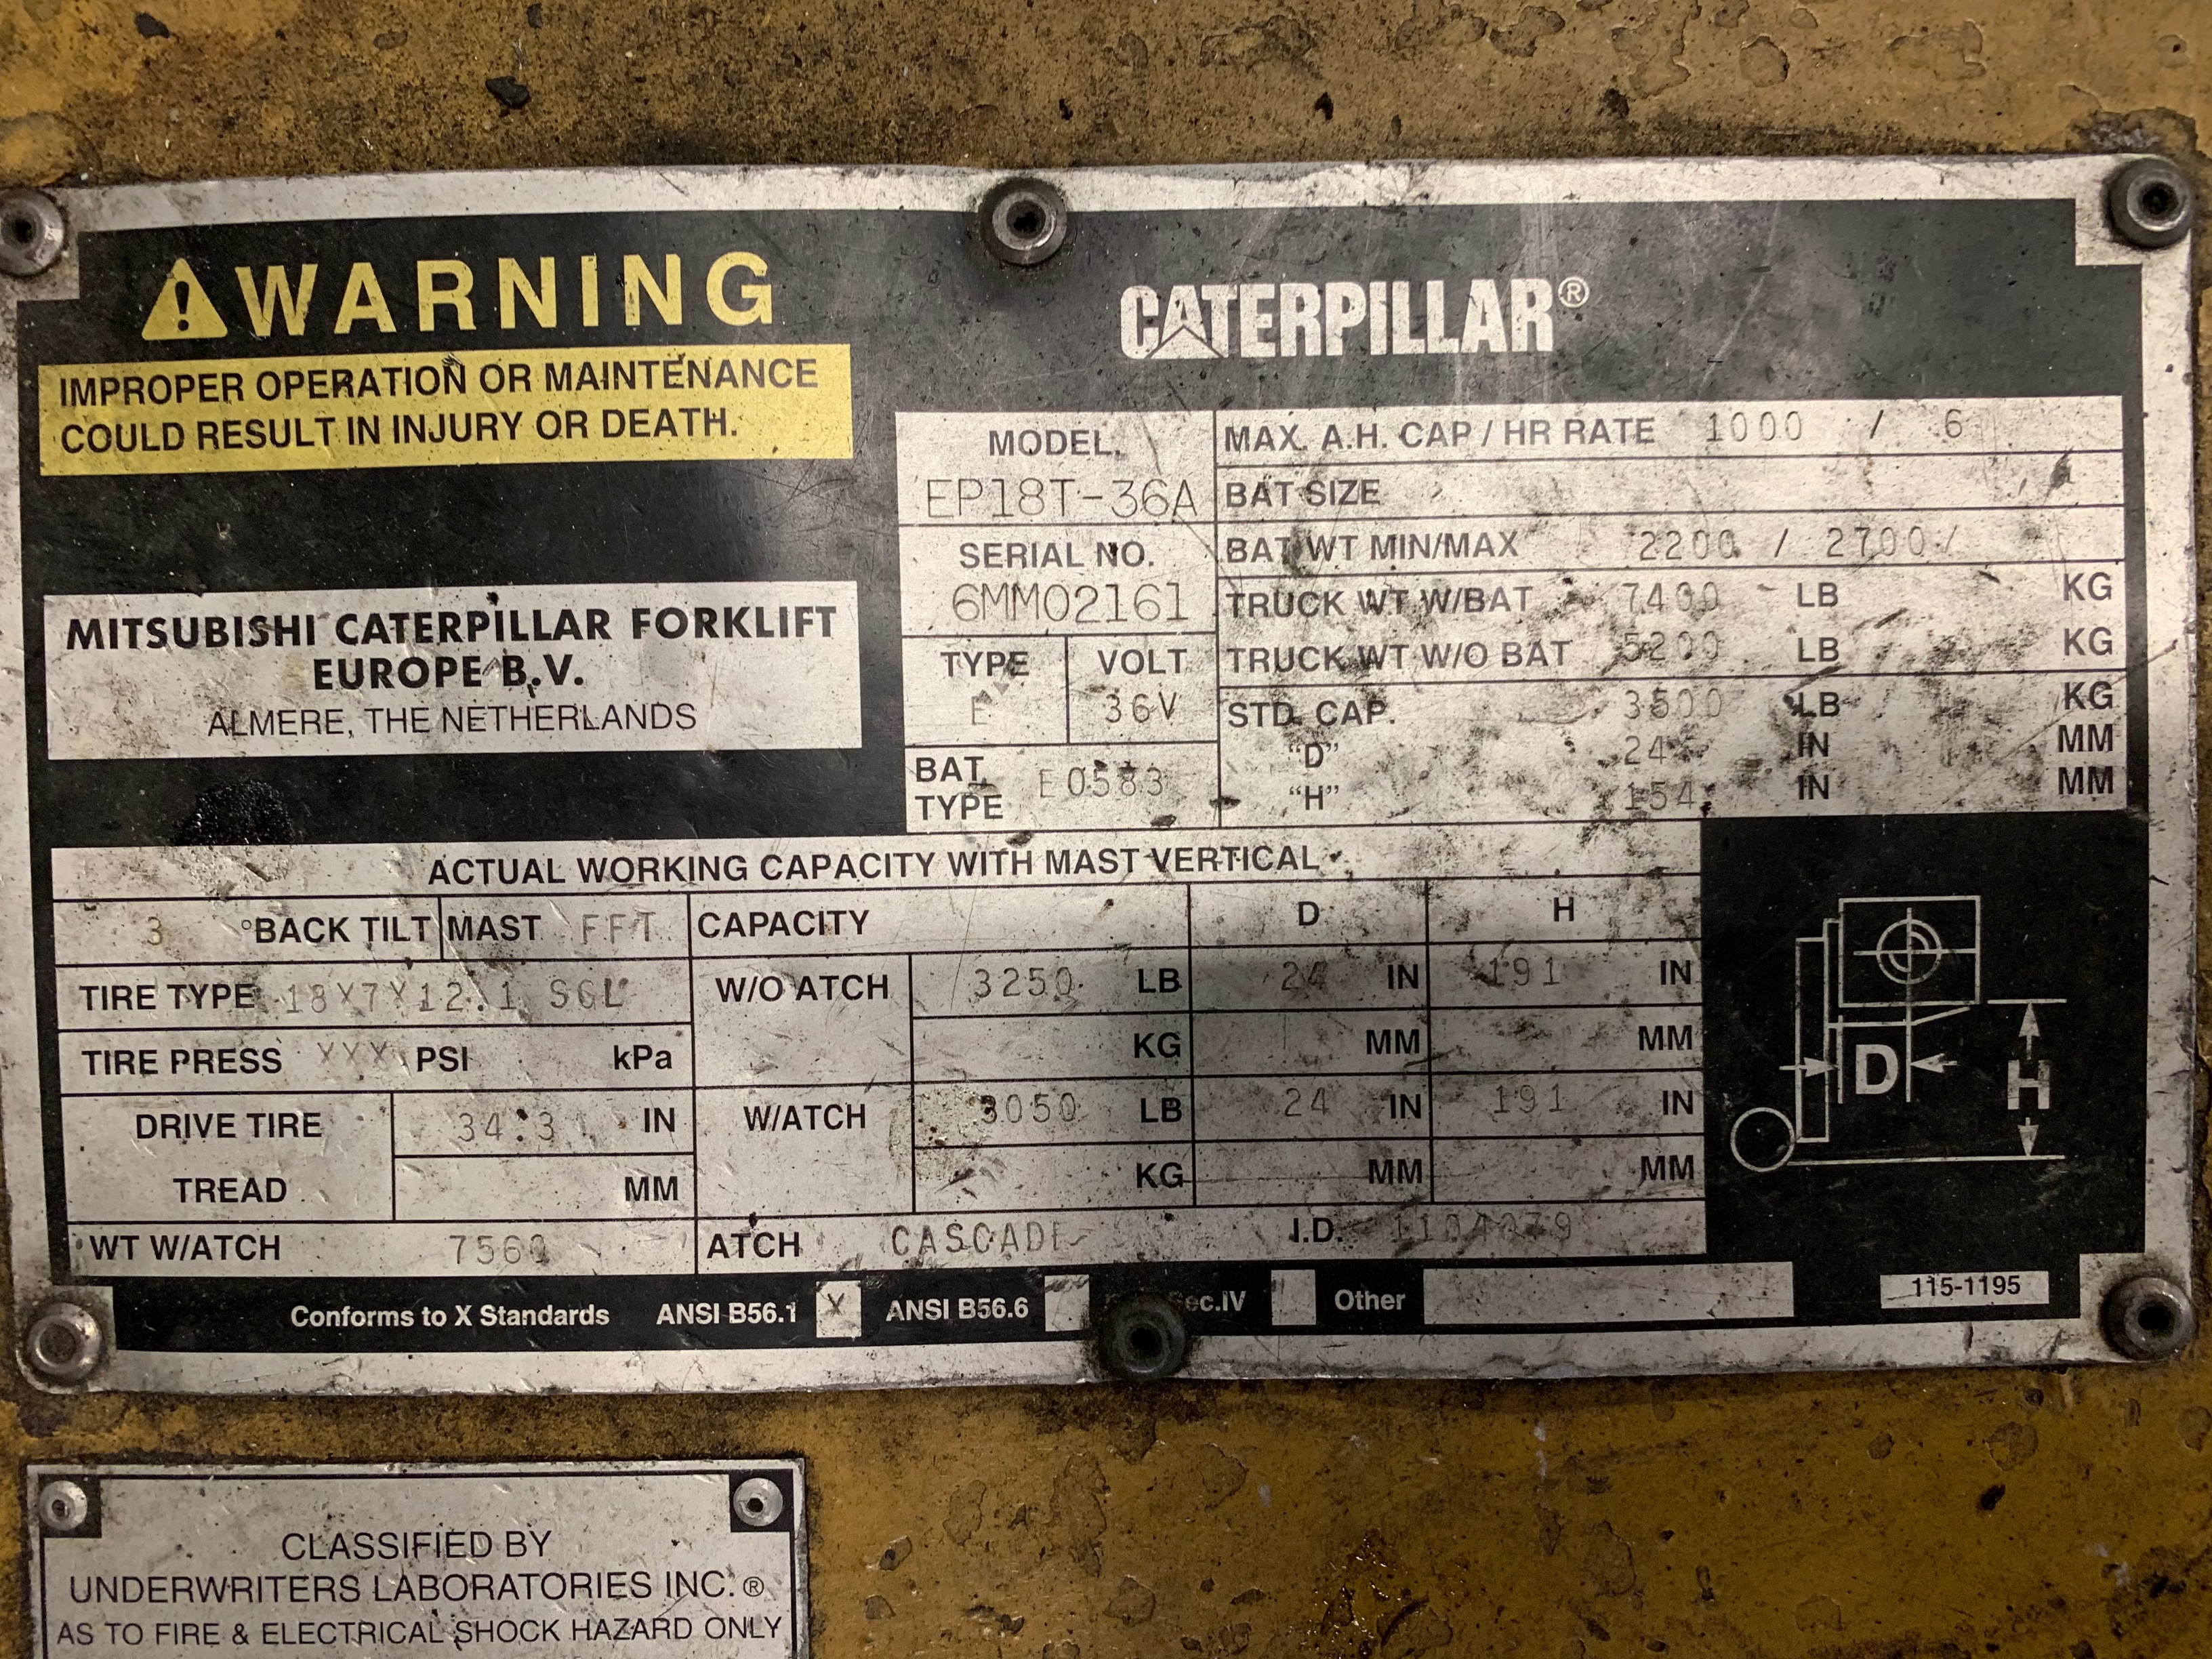 WARNING
IMPROPER OPERATION OR MAINTENANCE
COULD RESULT IN INJURY OR DEATH.
MITSUBISHI CATERPILLAR FORKLIFT
EUROPE B.V.
ALMERE, THE NETHERLANDS
CATERPILLAR®
MODEL
EP18T-36A
SERIAL NO.
6MM02161
TYPE VOLT
E 36V
BAT. E0583
TYPE
MAX. A.H. CAP / HR RATE 1000 / 6
BAT SIZE
BAT WT MIN/MAX 2200 / 2700 /
TRUCK WT W/BAT 7400 LB KG
TRUCK WT W/O BAT 5200 LB KG
STD. CAP. 3500 LB KG
"D" 24 IN MM
"H" 154 IN MM
ACTUAL WORKING CAPACITY WITH MAST VERTICAL
3 °BACK TILT MAST FFT CAPACITY D H
TIRE TYPE 18X7X12.1 SGL W/O ATCH 3250 LB 24 IN 191 IN
TIRE PRESS XXX PSI kPa KG MM MM
DRIVE TIRE 34.3 IN W/ATCH 3050 LB 24 IN 191 IN
TREAD MM KG MM MM
WT W/ATCH 7560 ATCH CASCADE I.D. 1104079
D H
Conforms to X Standards ANSI B56.1 X ANSI B56.6 Sec.IV Other 115-1195
CLASSIFIED BY
UNDERWRITERS LABORATORIES INC.®
AS TO FIRE & ELECTRICAL SHOCK HAZARD ONLY